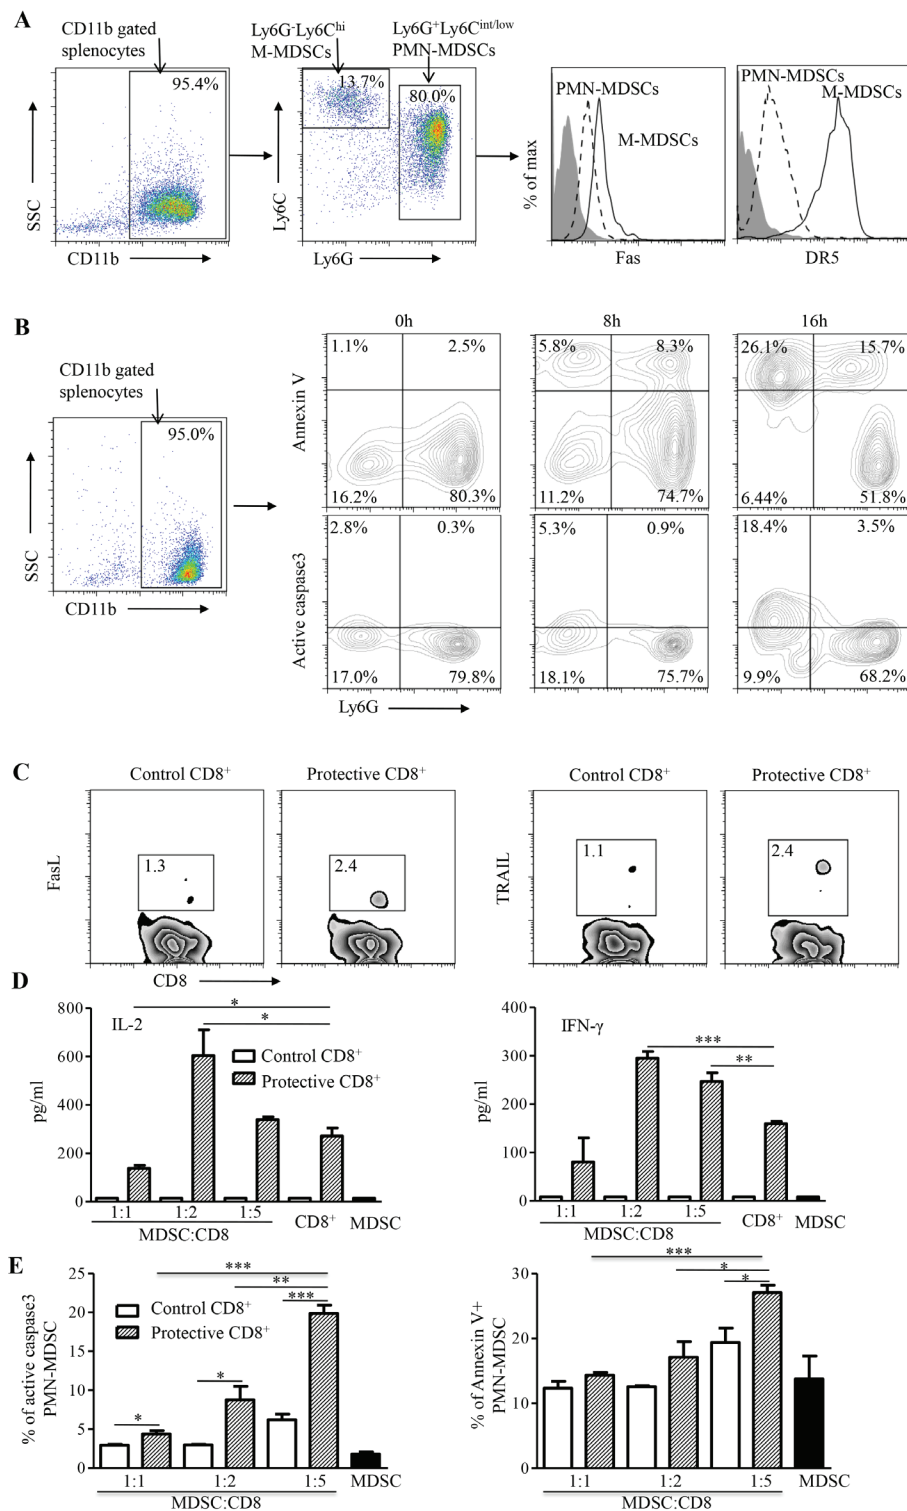 A
CD11b gated
splenocytes
Ly6G⁻Ly6Cʰⁱ
M-MDSCs
Ly6G⁺Ly6Cⁱⁿᵗ/ˡᵒʷ
PMN-MDSCs
95.4%
13.7%
80.0%
PMN-MDSCs
M-MDSCs
PMN-MDSCs
M-MDSCs
SSC
CD11b
Ly6C
Ly6G
% of max
Fas
DR5
B
0h
8h
16h
CD11b gated
splenocytes
95.0%
SSC
CD11b
Annexin V
1.1%
2.5%
5.8%
8.3%
26.1%
15.7%
16.2%
80.3%
11.2%
74.7%
6.44%
51.8%
Active caspase3
2.8%
0.3%
5.3%
0.9%
18.4%
3.5%
17.0%
79.8%
18.1%
75.7%
9.9%
68.2%
Ly6G
C
Control CD8⁺
Protective CD8⁺
Control CD8⁺
Protective CD8⁺
FasL
1.3
2.4
TRAIL
1.1
2.4
CD8
D
IL-2
Control CD8⁺
Protective CD8⁺
*
*
pg/ml
800
600
400
200
0
1:1
1:2
1:5
CD8⁺
MDSC
MDSC:CD8
IFN-γ
***
**
pg/ml
400
300
200
100
0
1:1
1:2
1:5
CD8⁺
MDSC
MDSC:CD8
E
Control CD8⁺
Protective CD8⁺
***
**
***
*
*
% of active caspase3
PMN-MDSC
25
20
15
10
5
0
1:1
1:2
1:5
MDSC
MDSC:CD8
***
*
*
% of Annexin V+
PMN-MDSC
30
20
10
0
1:1
1:2
1:5
MDSC
MDSC:CD8